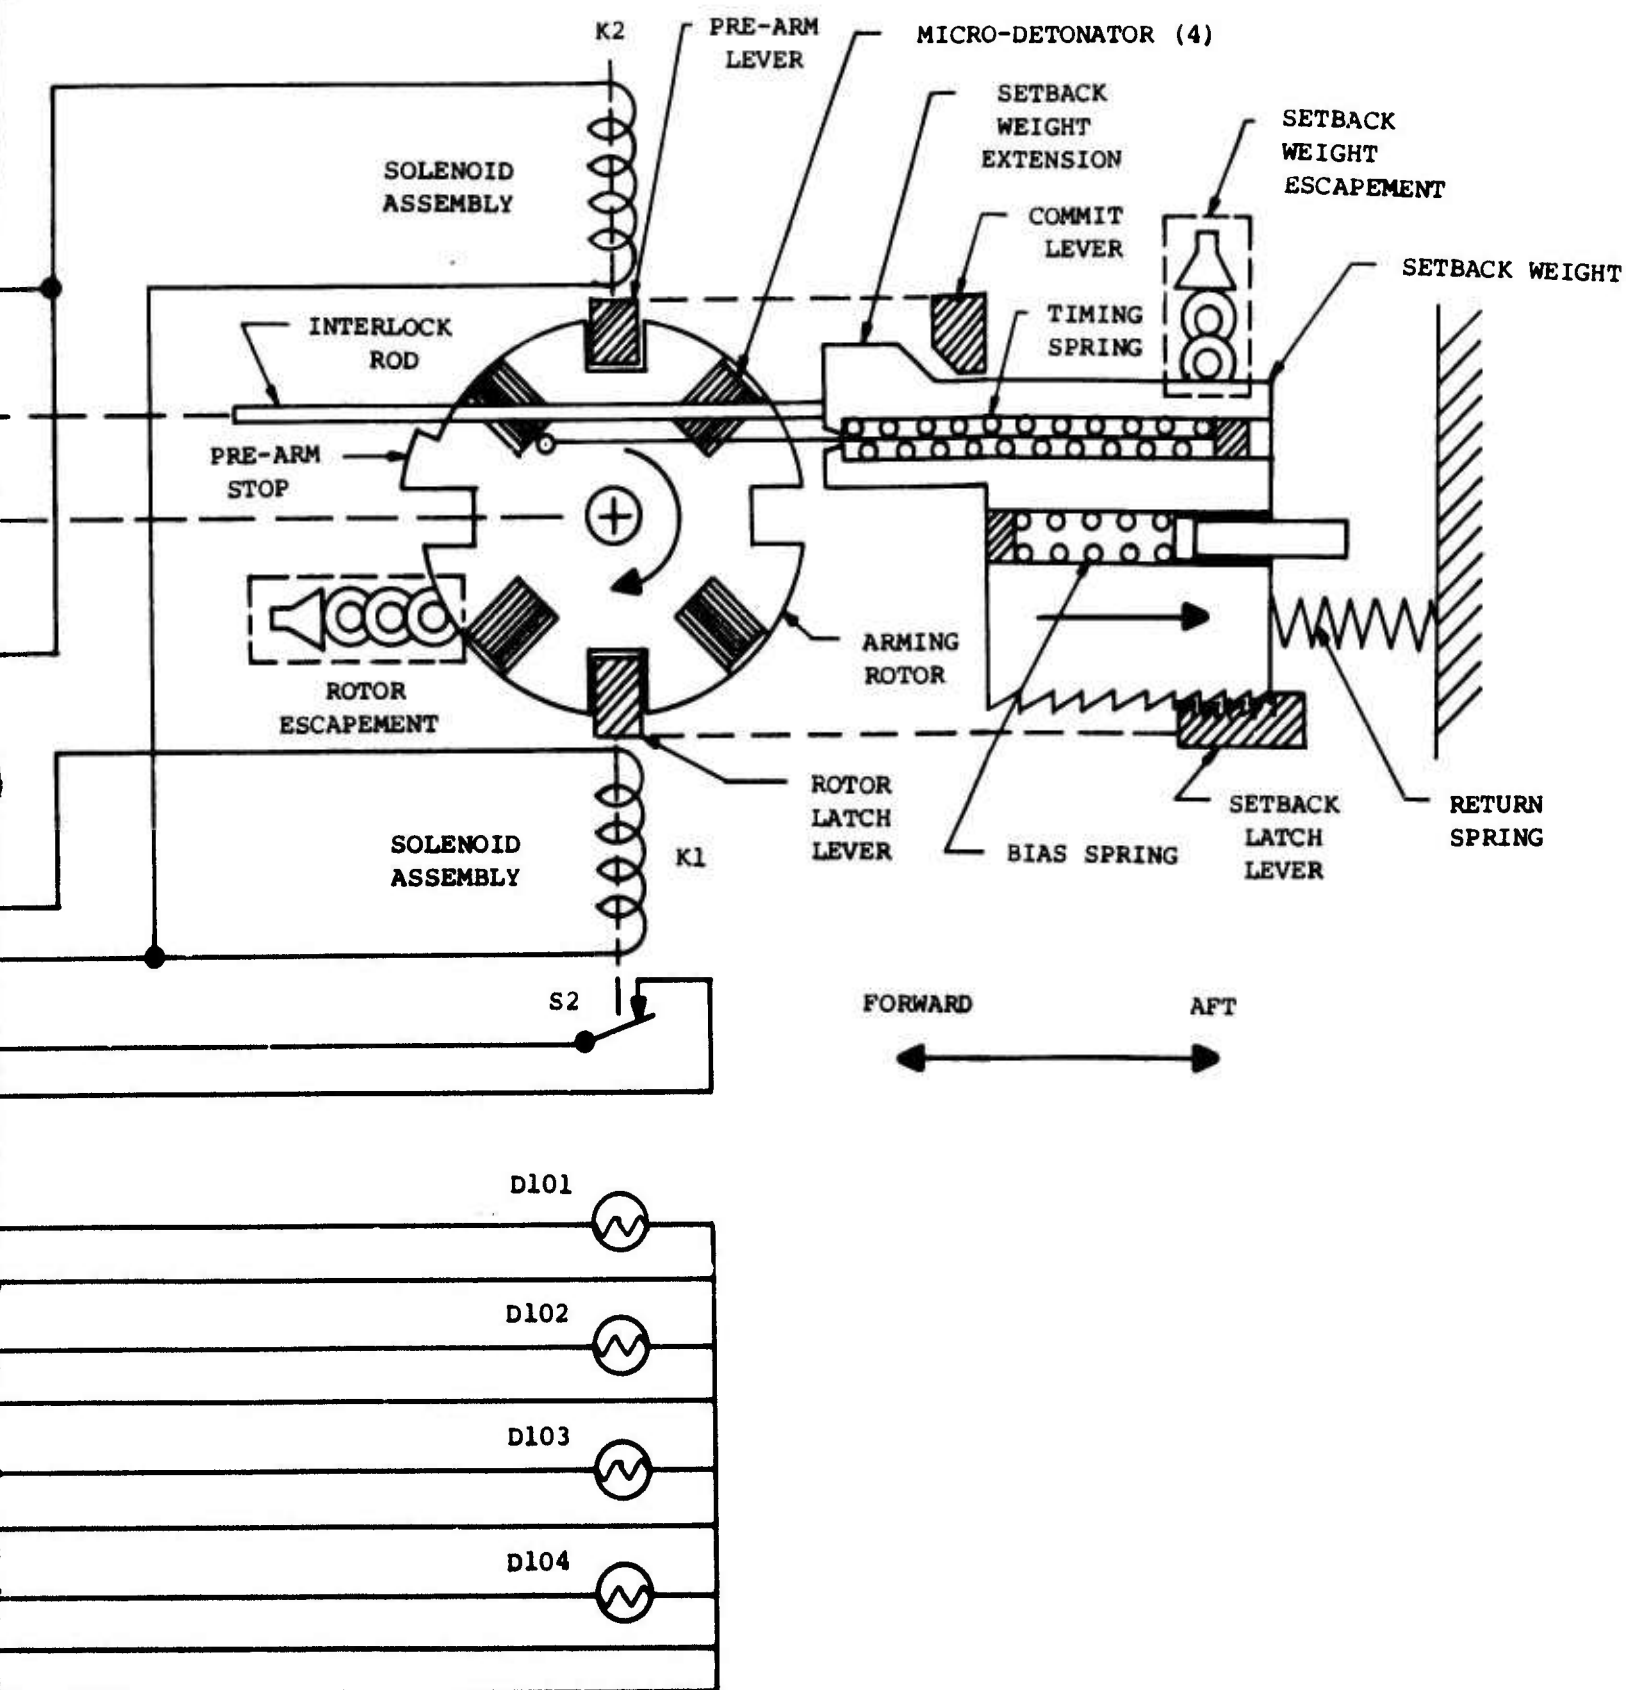 K2
PRE-ARM
LEVER
MICRO-DETONATOR (4)
SETBACK
WEIGHT
EXTENSION
SETBACK
WEIGHT
ESCAPEMENT
SOLENOID
ASSEMBLY
COMMIT
LEVER
SETBACK WEIGHT
INTERLOCK
ROD
TIMING
SPRING
PRE-ARM
STOP
ARMING
ROTOR
ROTOR
ESCAPEMENT
ROTOR
LATCH
LEVER
SETBACK
LATCH
LEVER
RETURN
SPRING
SOLENOID
ASSEMBLY
K1
BIAS SPRING
S2
FORWARD
AFT
D101
D102
D103
D104